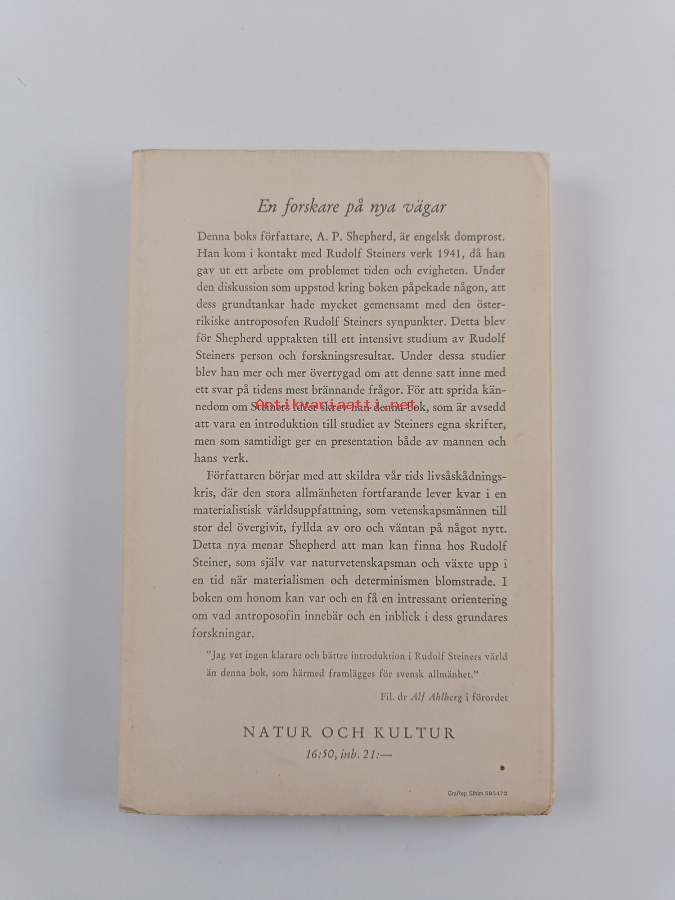 En forskare på nya vägar
Denna boks författare, A. P. Shepherd, är engelsk domprost.
Han kom i kontakt med Rudolf Steiners verk 1941, då han
gav ut ett arbete om problemet tiden och evigheten. Under
den diskussion som uppstod kring boken påpekade någon, att
dess grundtankar hade mycket gemensamt med den öster-
rikiske antroposofen Rudolf Steiners synpunkter. Detta blev
för Shepherd upptakten till ett intensivt studium av Rudolf
Steiners person och forskningsresultat. Under dessa studier
blev han mer och mer övertygad om att denne satt inne med
ett svar på tidens mest brännande frågor. För att sprida kän-
nedom om Steiners idéer skrev han denna bok, som är avsedd
Antikvariaatti.net
att vara en introduktion till studiet av Steiners egna skrifter,
men som samtidigt ger en presentation både av mannen och
hans verk.
Författaren börjar med att skildra vår tids livsåskådnings-
kris, där den stora allmänheten fortfarande lever kvar i en
materialistisk världsuppfattning, som vetenskapsmännen till
stor del övergivit, fyllda av oro och väntan på något nytt.
Detta nya menar Shepherd att man kan finna hos Rudolf
Steiner, som själv var naturvetenskapsman och växte upp i
en tid när materialismen och determinismen blomstrade. I
boken om honom kan var och en få en intressant orientering
om vad antroposofin innebär och en inblick i dess grundares
forskningar.
"Jag vet ingen klarare och bättre introduktion i Rudolf Steiners värld
än denna bok, som härmed framlägges för svensk allmänhet."
Fil. dr Alf Ahlberg i förordet
NATUR OCH KULTUR
16:50, inb. 21:—